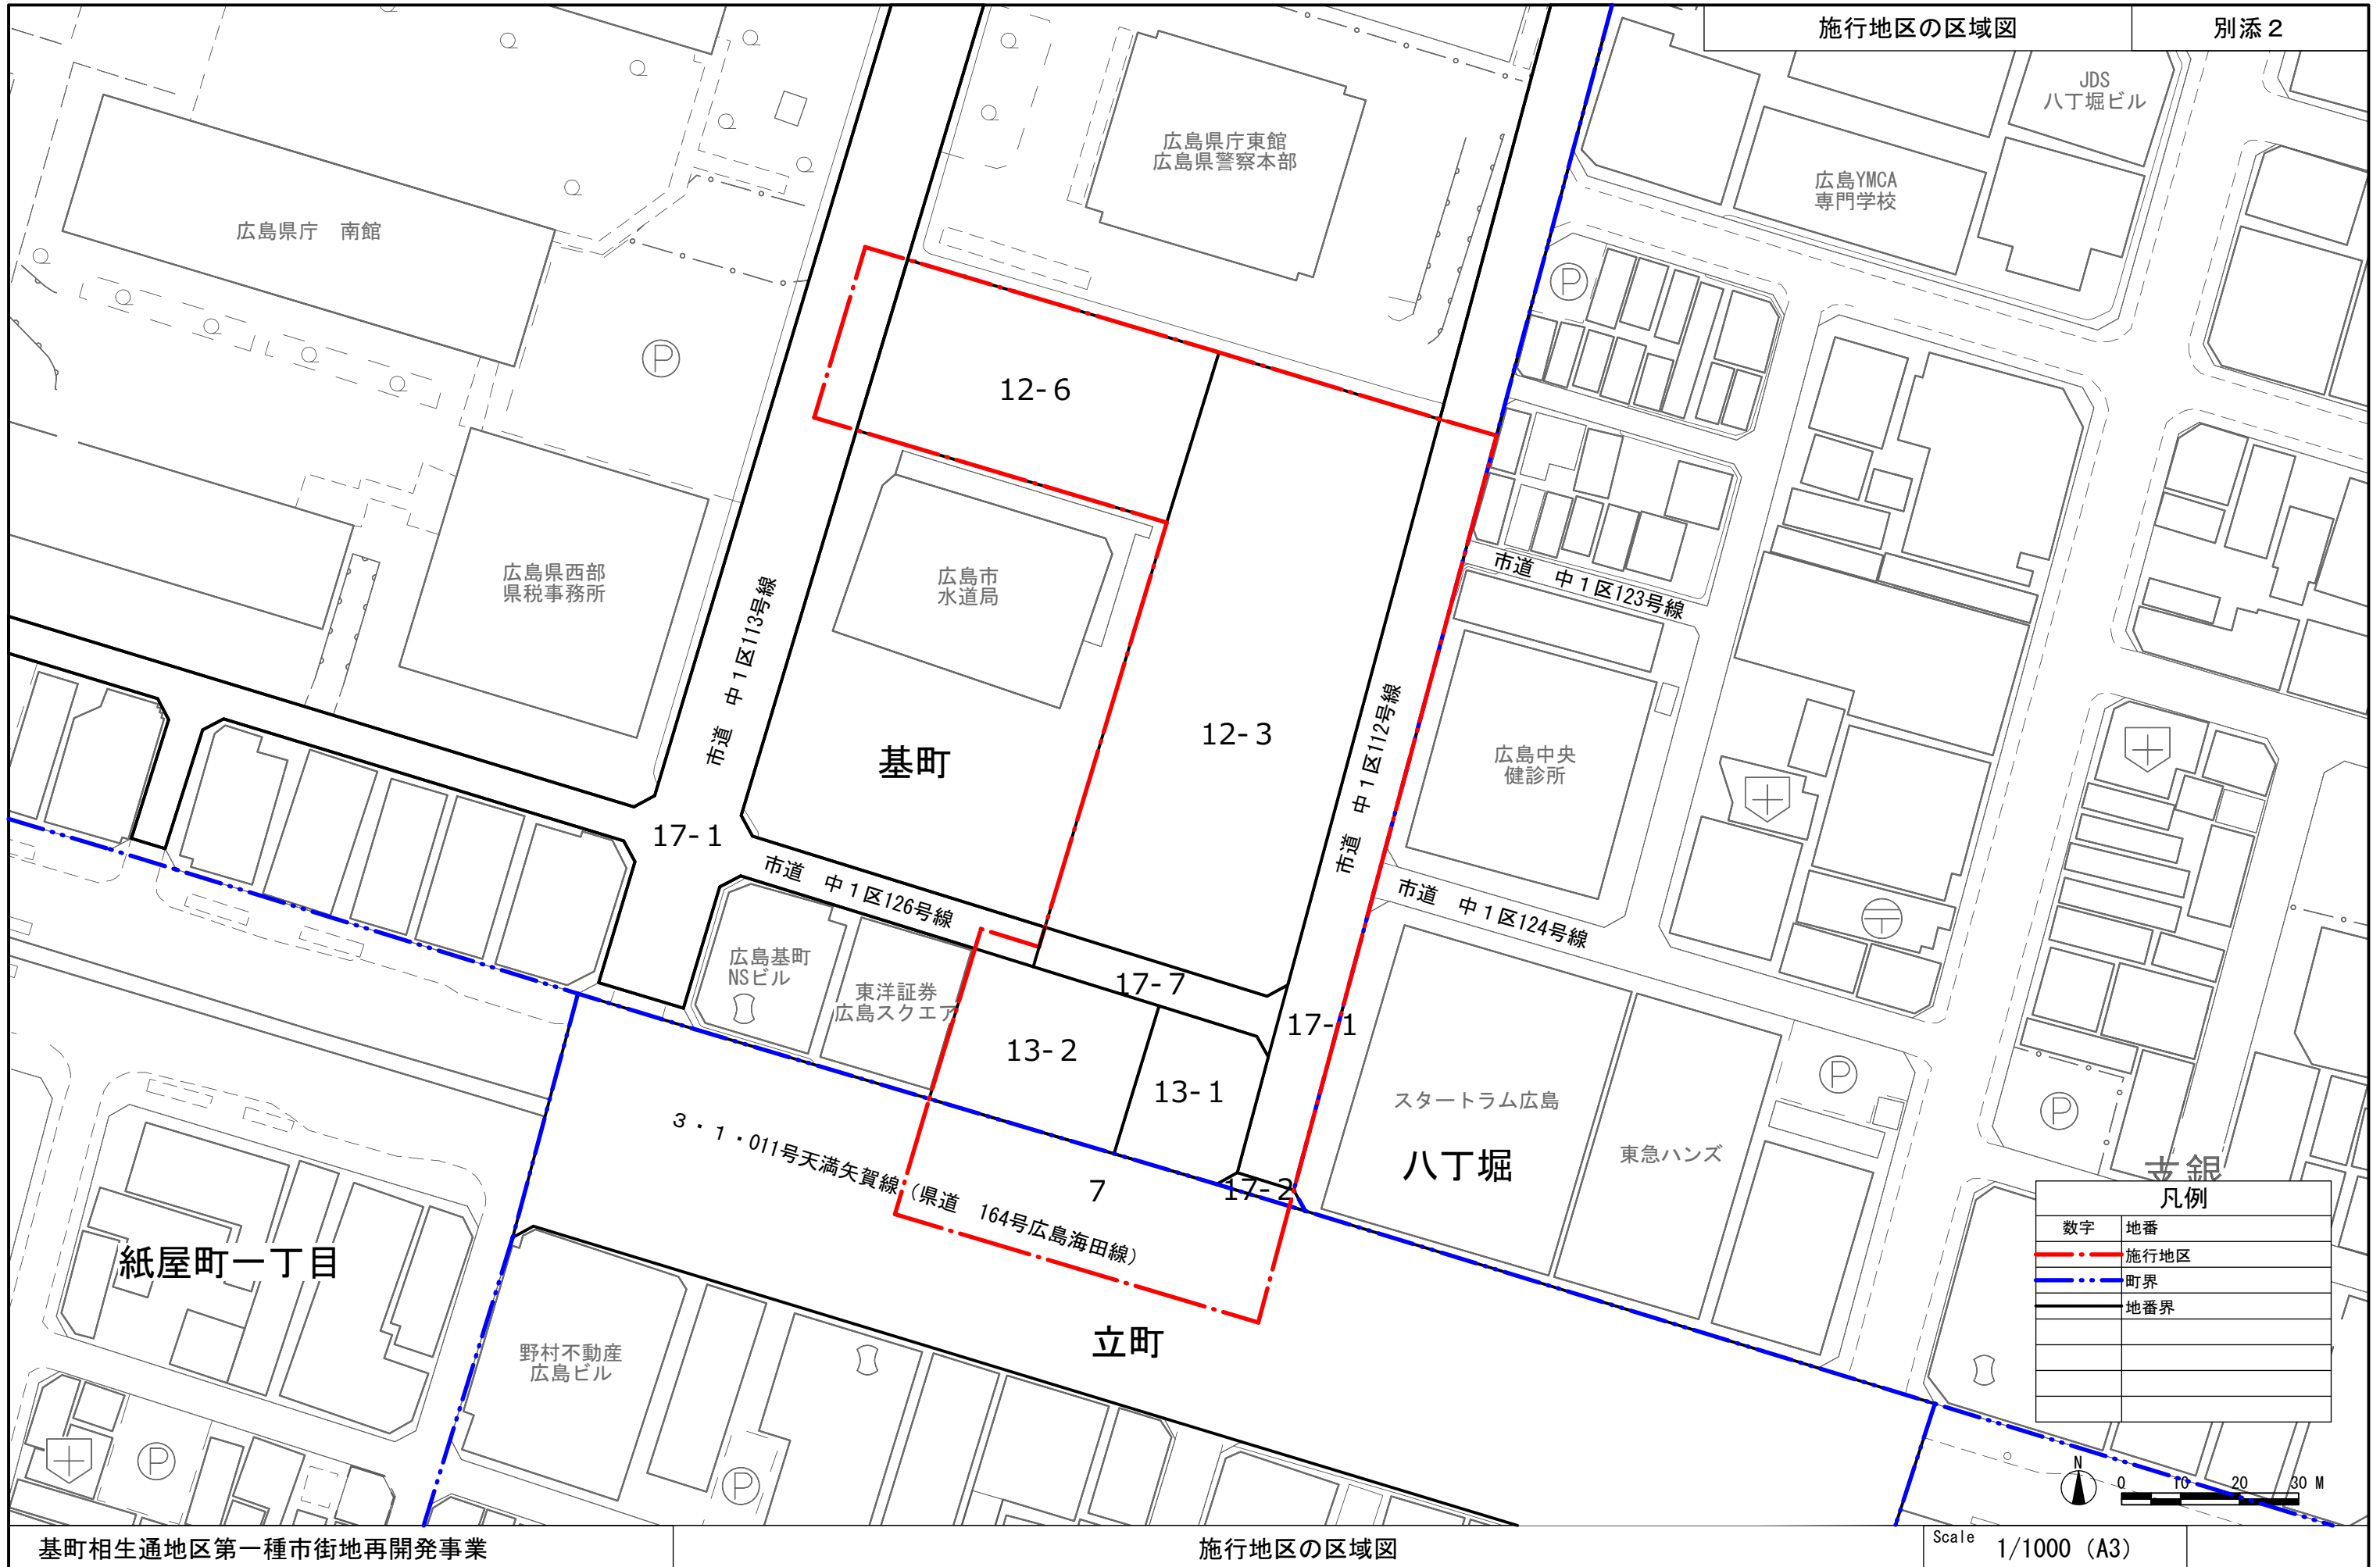 施行地区の区域図
別添２
JDS
八丁堀ビル
広島県庁東館
広島県警察本部
広島YMCA
専門学校
広島県庁　南館
P
P
12-6
広島県西部
県税事務所
広島市
水道局
市道　中１区113号線
市道　中１区123号線
12-3
基町
市道　中１区112号線
広島中央
健診所
17-1
市道　中１区126号線
市道　中１区124号線
広島基町
NSビル
東洋証券
広島スクエア
17-7
17-1
13-2
13-1
スタートラム広島
P
P
東急ハンズ
八丁堀
３・１・011号天満矢賀線（県道　164号広島海田線）
7
17-2
紙屋町一丁目
立町
野村不動産
広島ビル
P
P
凡例
数字
地番
施行地区
町界
地番界
N
0 10 20 30 M
基町相生通地区第一種市街地再開発事業
施行地区の区域図
Scale 1/1000 (A3)